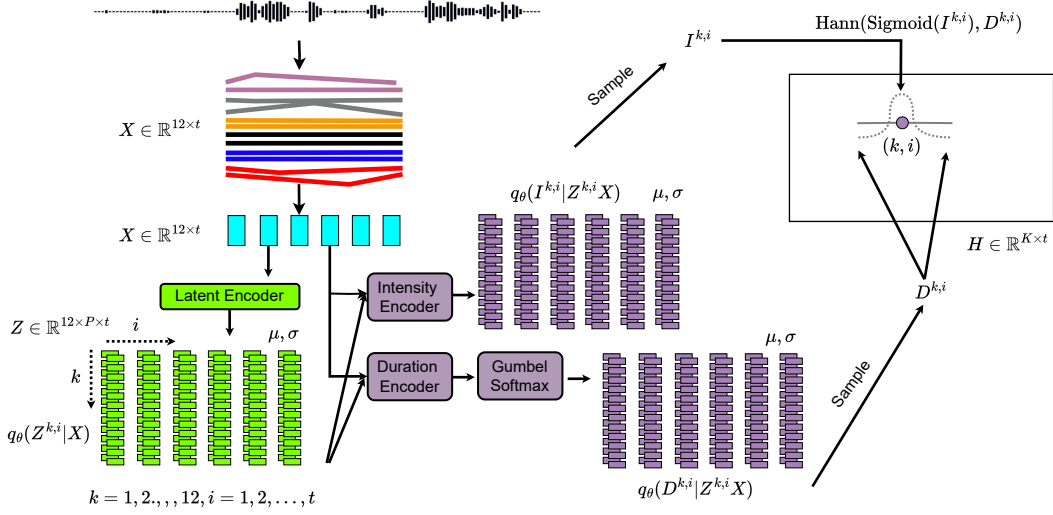 Hann(Sigmoid(I^{k,i}), D^{k,i})
I^{k,i}
Sample
X ∈ ℝ^{12×t}
(k, i)
q_θ(I^{k,i}|Z^{k,i}X)
μ, σ
X ∈ ℝ^{12×t}
H ∈ ℝ^{K×t}
Latent Encoder
Intensity
Encoder
D^{k,i}
Z ∈ ℝ^{12×P×t}
i
μ, σ
μ, σ
k
Duration
Encoder
Gumbel
Softmax
Sample
q_θ(Z^{k,i}|X)
q_θ(D^{k,i}|Z^{k,i}X)
k = 1, 2., , , 12, i = 1, 2, . . . , t